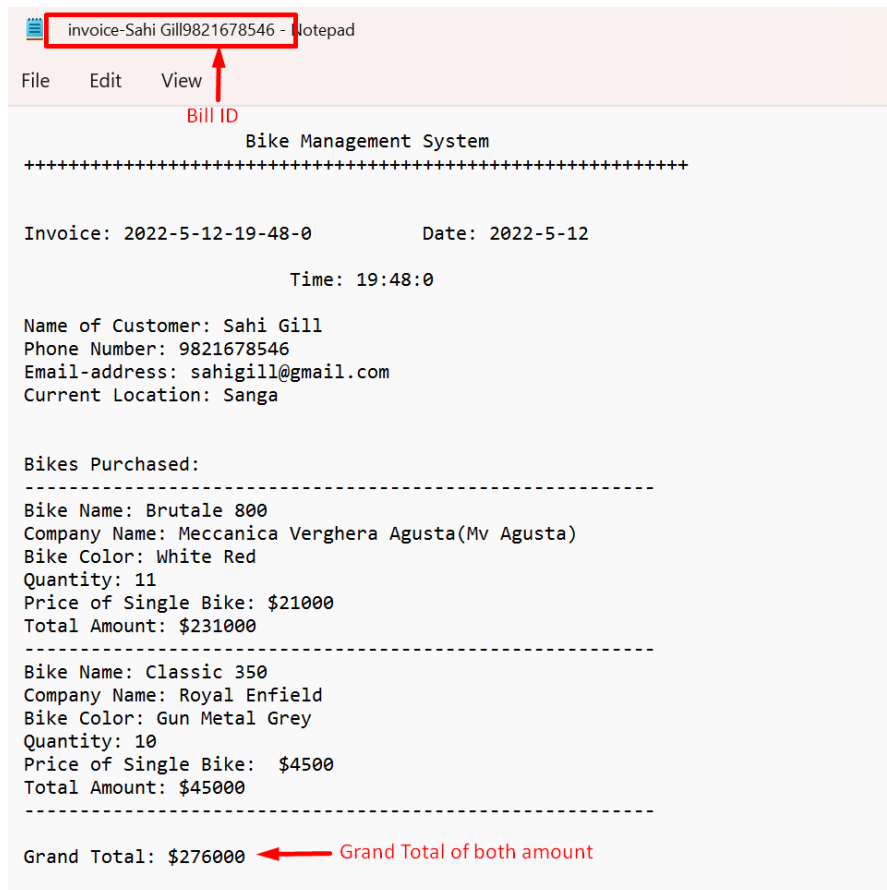 invoice-Sahi Gill9821678546 - Notepad
File Edit View
Bill ID
Bike Management System
++++++++++++++++++++++++++++++++++++++++++++++++++++++++++++
Invoice: 2022-5-12-19-48-0 Date: 2022-5-12
Time: 19:48:0
Name of Customer: Sahi Gill
Phone Number: 9821678546
Email-address: sahigill@gmail.com
Current Location: Sanga
Bikes Purchased:
---------------------------------------------------------
Bike Name: Brutale 800
Company Name: Meccanica Verghera Agusta(Mv Agusta)
Bike Color: White Red
Quantity: 11
Price of Single Bike: $21000
Total Amount: $231000
---------------------------------------------------------
Bike Name: Classic 350
Company Name: Royal Enfield
Bike Color: Gun Metal Grey
Quantity: 10
Price of Single Bike:  $4500
Total Amount: $45000
---------------------------------------------------------
Grand Total: $276000 Grand Total of both amount